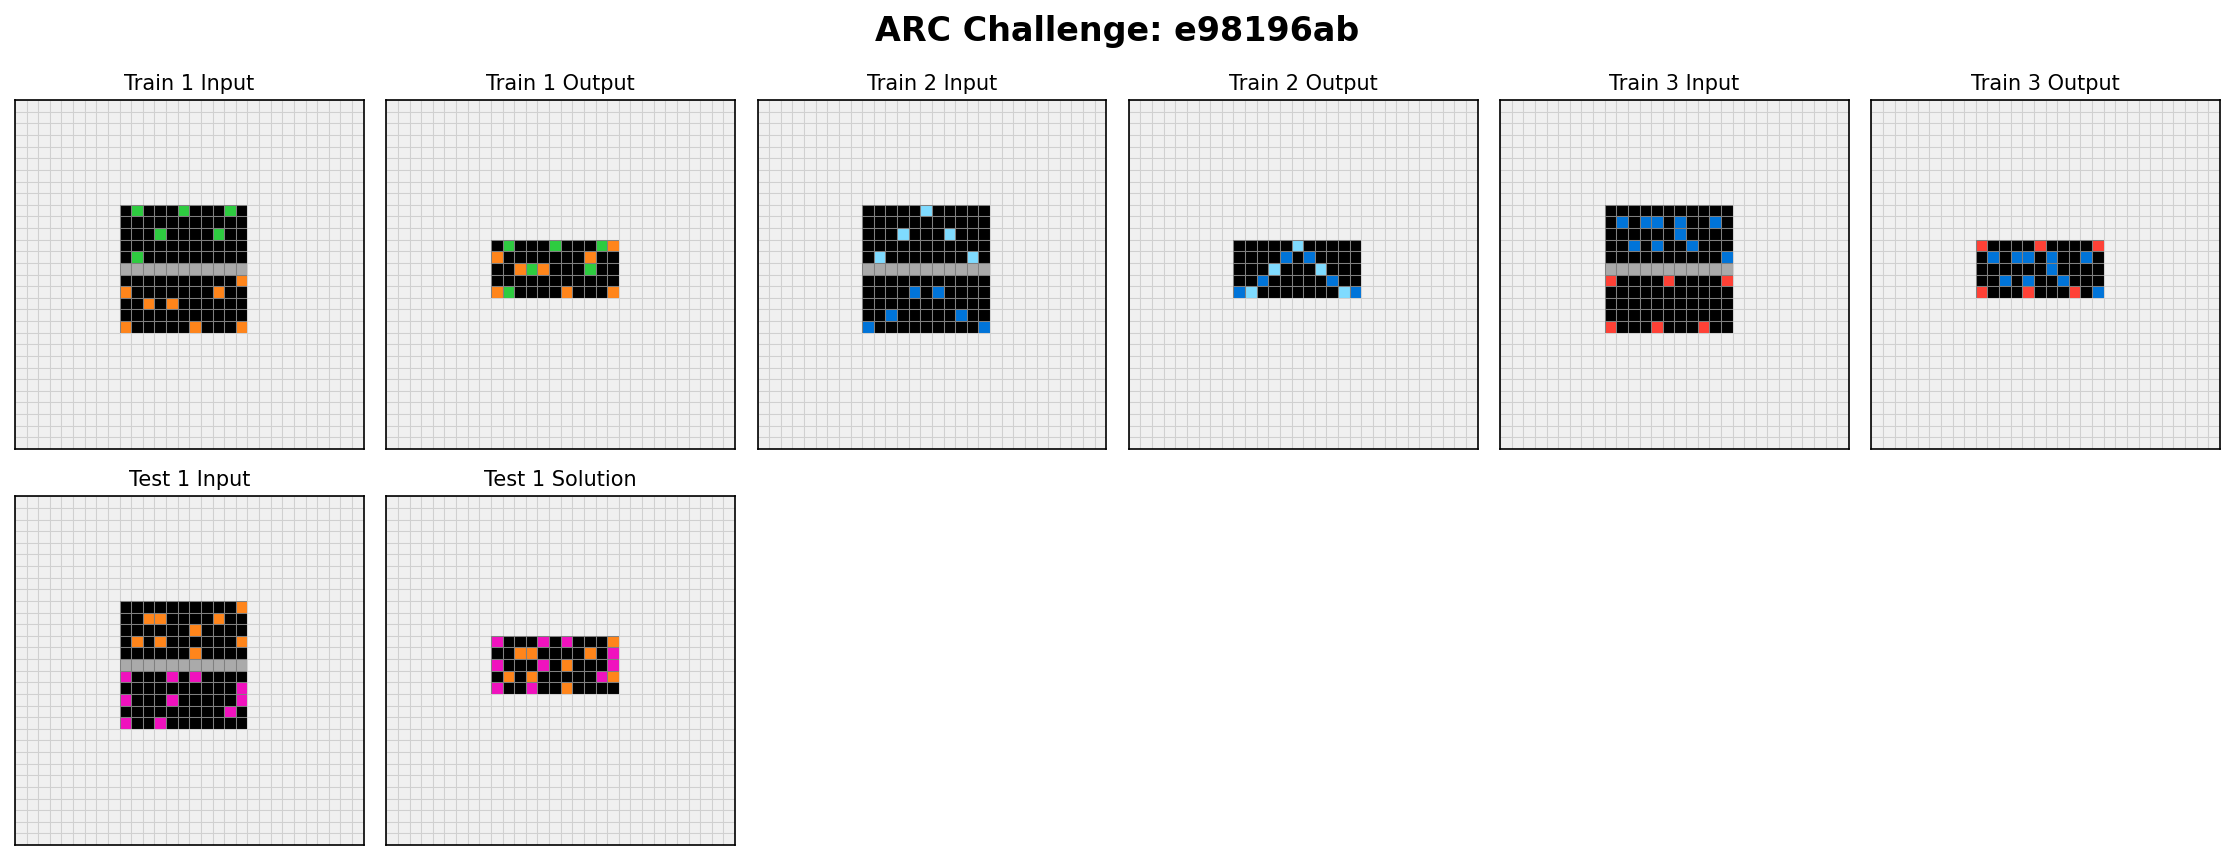 ARC Challenge: e98196ab
Train 1 Input
Train 1 Output
Train 2 Input
Train 2 Output
Train 3 Input
Train 3 Output
Test 1 Input
Test 1 Solution